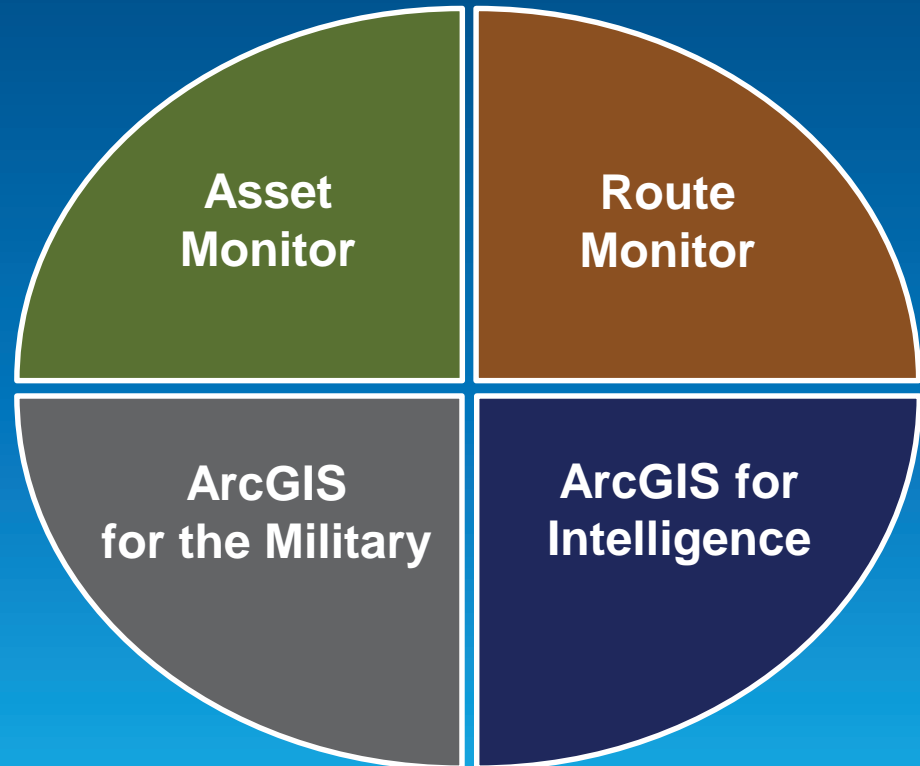 Asset
Monitor
Route
Monitor
ArcGIS
for the Military
ArcGIS for
Intelligence